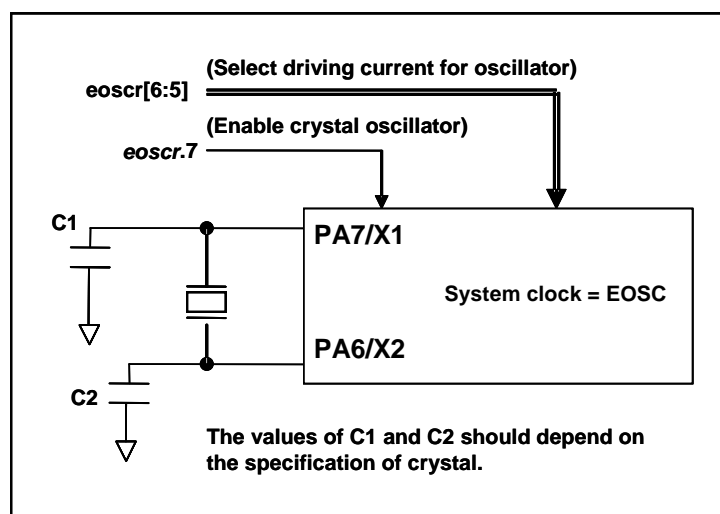 (Select driving current for oscillator)
eoscr[6:5]
(Enable crystal oscillator)
eoscr.7
C1
PA7/X1
System clock = EOSC
PA6/X2
C2
The values of C1 and C2 should depend on
the specification of crystal.